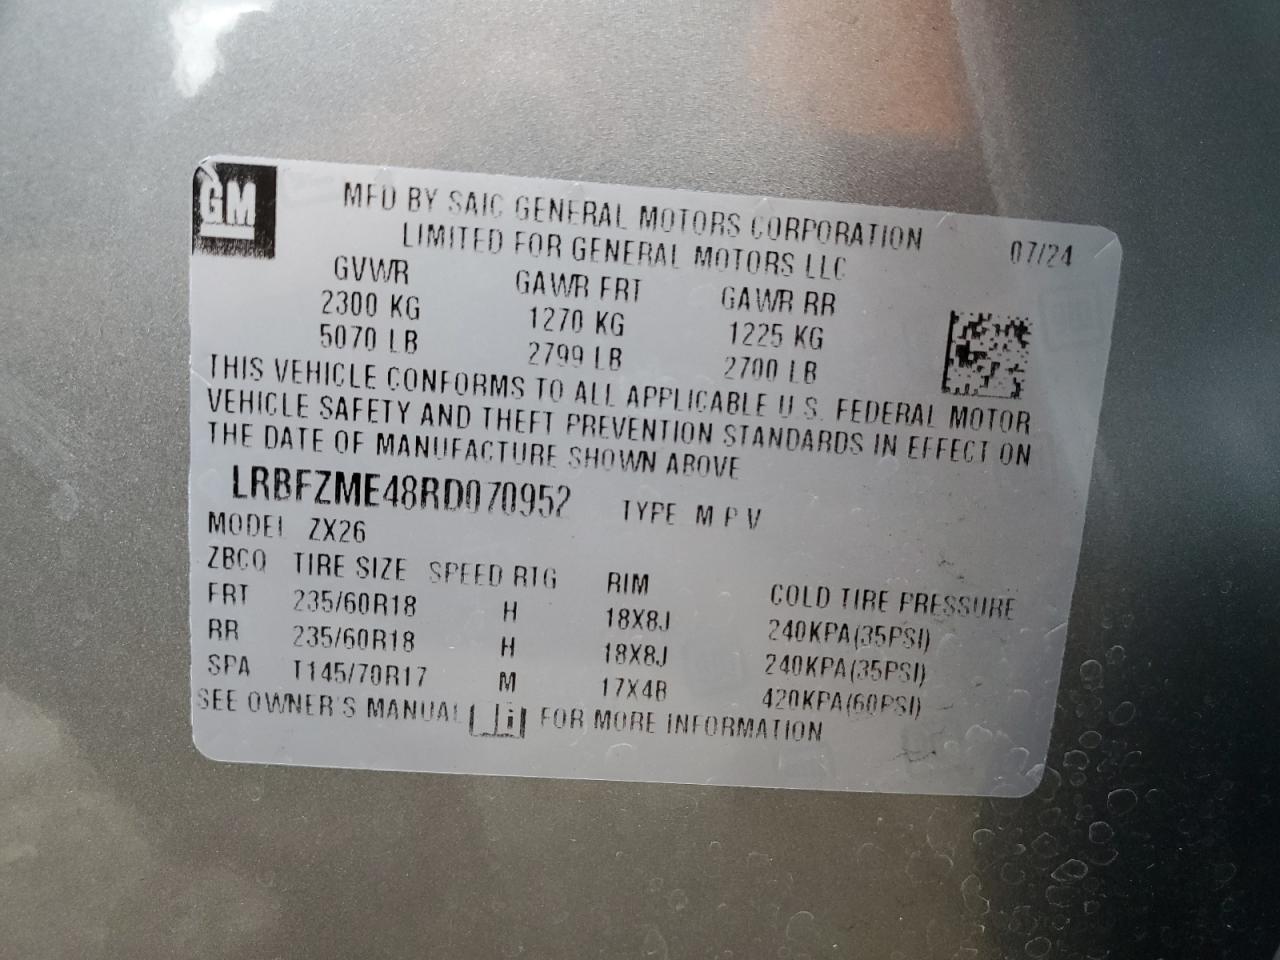 GM
MFD BY SAIC GENERAL MOTORS CORPORATION
LIMITED FOR GENERAL MOTORS LLC
07/24
GVWR GAWR FRT GAWR RR
2300 KG 1270 KG 1225 KG
5070 LB 2799 LB 2700 LB
THIS VEHICLE CONFORMS TO ALL APPLICABLE U.S. FEDERAL MOTOR
VEHICLE SAFETY AND THEFT PREVENTION STANDARDS IN EFFECT ON
THE DATE OF MANUFACTURE SHOWN ABOVE
LRBFZME48RD070952 TYPE M P V
MODEL ZX26
ZBCQ TIRE SIZE SPEED RTG RIM COLD TIRE PRESSURE
FRT 235/60R18 H 18X8J 240KPA(35PSI)
RR 235/60R18 H 18X8J 240KPA(35PSI)
SPA T145/70R17 M 17X4B 420KPA(60PSI)
SEE OWNER'S MANUAL i FOR MORE INFORMATION